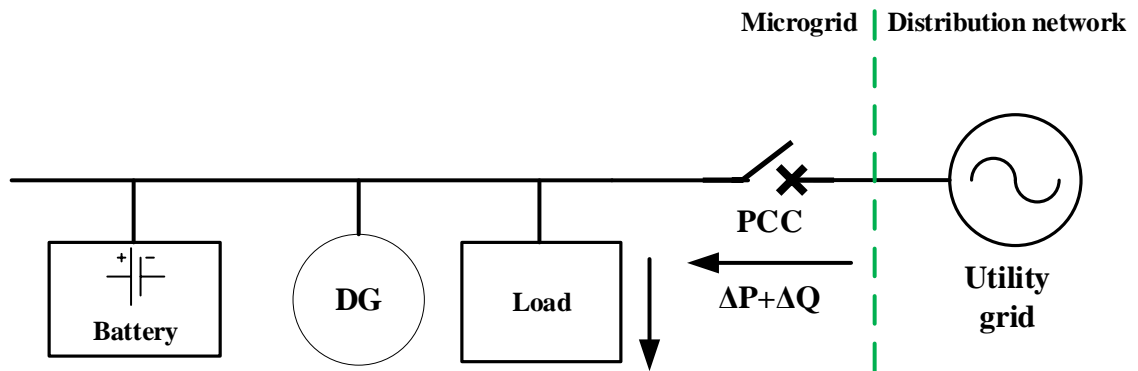 Microgrid
Distribution network
PCC
ΔP+ΔQ
+ −
Battery
DG
Load
Utility
grid